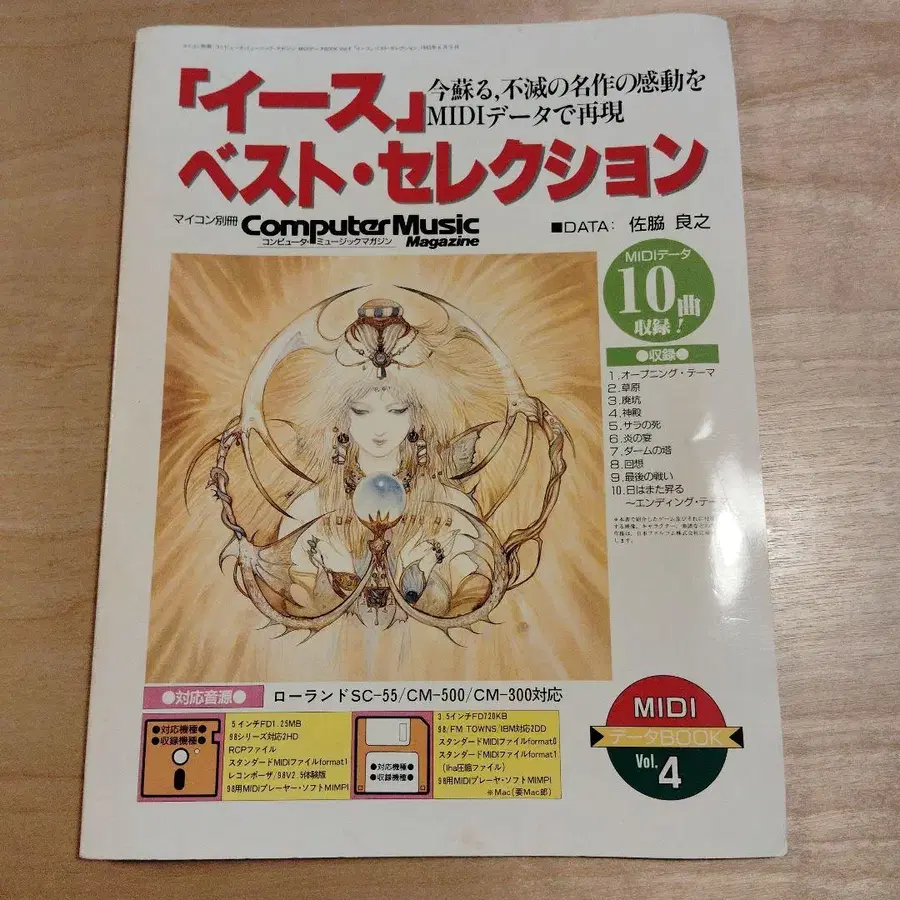 「イース」
ベスト・セレクション
今蘇る,不滅の名作の感動を
MIDIデータで再現
マイコン別冊 Computer Music Magazine
コンピュータ・ミュージックマガジン
■DATA: 佐脇 良之
MIDIデータ
10曲
収録!
●収録●
1.オープニング・テーマ
2.草原
3.廃坑
4.神殿
5.サラの死
6.炎の宴
7.ダームの塔
8.回想
9.最後の戦い
10.日はまた昇る
〜エンディング・テーマ
●対応音源● ローランドSC-55/CM-500/CM-300対応
●対応機種●
●収録機種●
5インチFD1.25MB
98シリーズ対応2HD
RCPファイル
スタンダードMIDIファイルformat1
レコンポーザ/98V2.5体験版
98用MIDIプレーヤー・ソフトMIMPI
●対応機種●
●収録機種●
3.5インチFD720KB
98/FM TOWNS/IBM対応2DD
スタンダードMIDIファイルformat0
スタンダードMIDIファイルformat1
(lha圧縮ファイル)
98用MIDIプレーヤ・ソフトMIMPI
※Mac(要Mac郎)
MIDI
データBOOK
Vol.
4